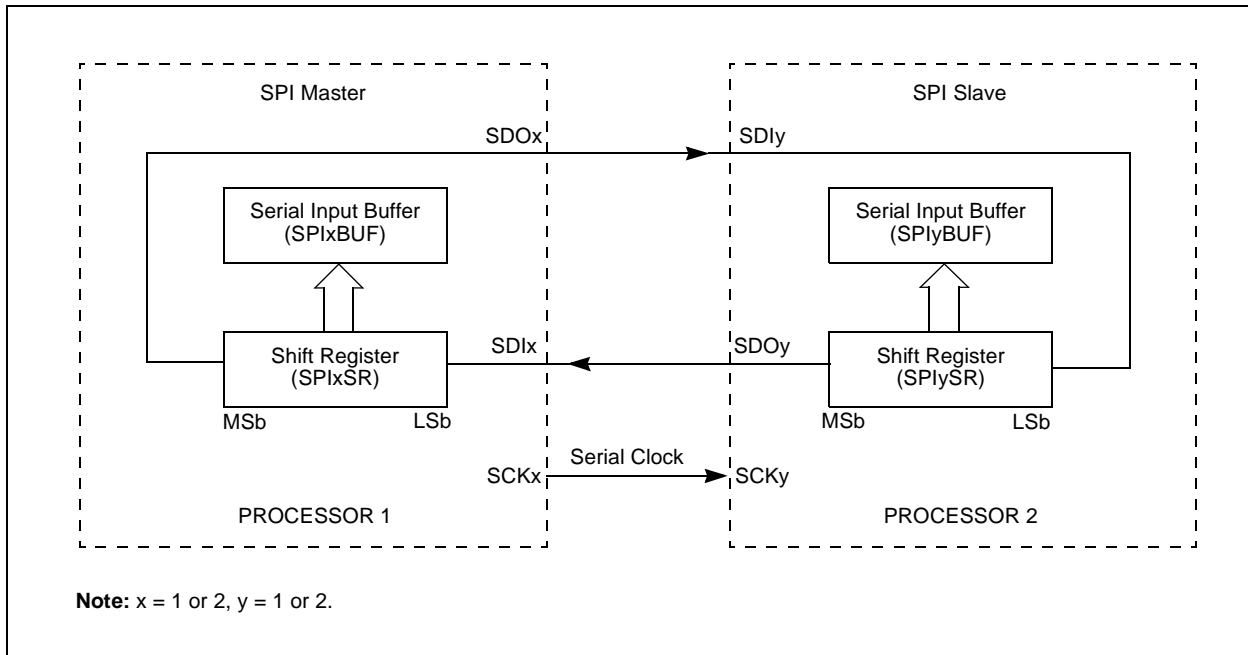 SPI Master
SPI Slave
SDOx
SDIy
Serial Input Buffer
(SPIxBUF)
Serial Input Buffer
(SPIyBUF)
Shift Register
(SPIxSR)
SDIx
SDOy
Shift Register
(SPIySR)
MSb
LSb
MSb
LSb
Serial Clock
SCKx
SCKy
PROCESSOR 1
PROCESSOR 2
Note: x = 1 or 2, y = 1 or 2.